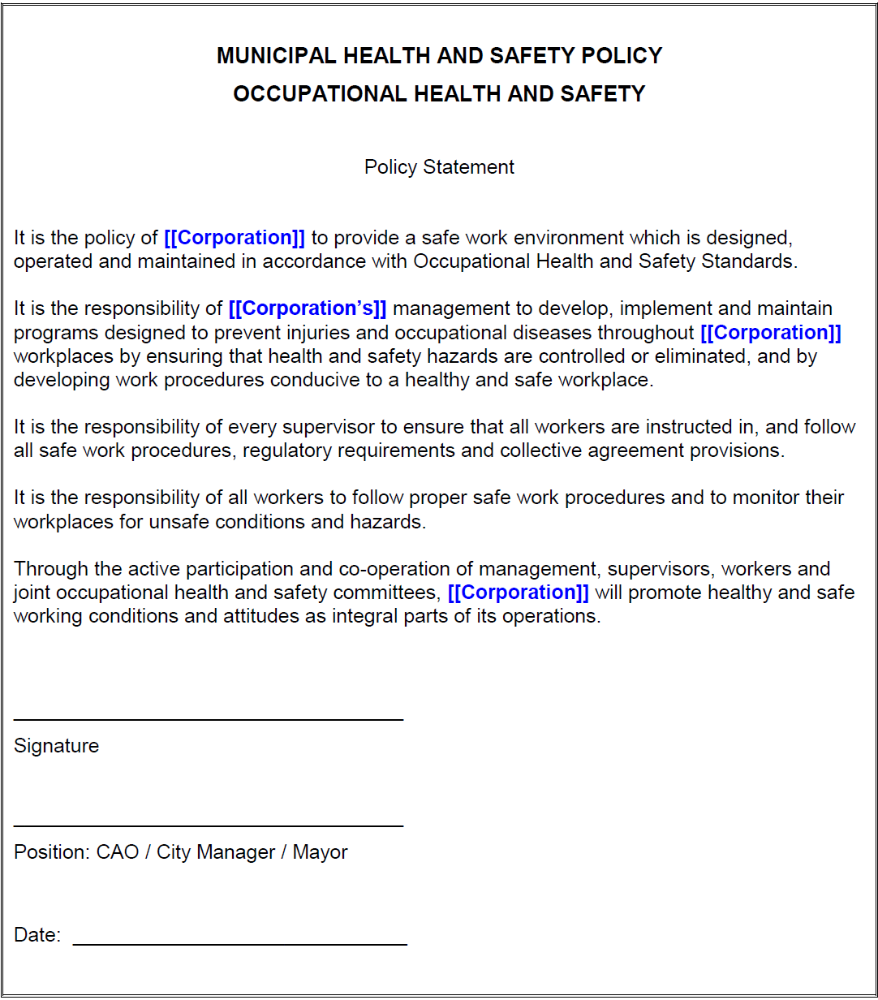 MUNICIPAL HEALTH AND SAFETY POLICY
OCCUPATIONAL HEALTH AND SAFETY
Policy Statement
It is the policy of [[Corporation]] to provide a safe work environment which is designed,
operated and maintained in accordance with Occupational Health and Safety Standards.
It is the responsibility of [[Corporation’s]] management to develop, implement and maintain
programs designed to prevent injuries and occupational diseases throughout [[Corporation]]
workplaces by ensuring that health and safety hazards are controlled or eliminated, and by
developing work procedures conducive to a healthy and safe workplace.
It is the responsibility of every supervisor to ensure that all workers are instructed in, and follow
all safe work procedures, regulatory requirements and collective agreement provisions.
It is the responsibility of all workers to follow proper safe work procedures and to monitor their
workplaces for unsafe conditions and hazards.
Through the active participation and co-operation of management, supervisors, workers and
joint occupational health and safety committees, [[Corporation]] will promote healthy and safe
working conditions and attitudes as integral parts of its operations.
Signature
Position: CAO / City Manager / Mayor
Date: